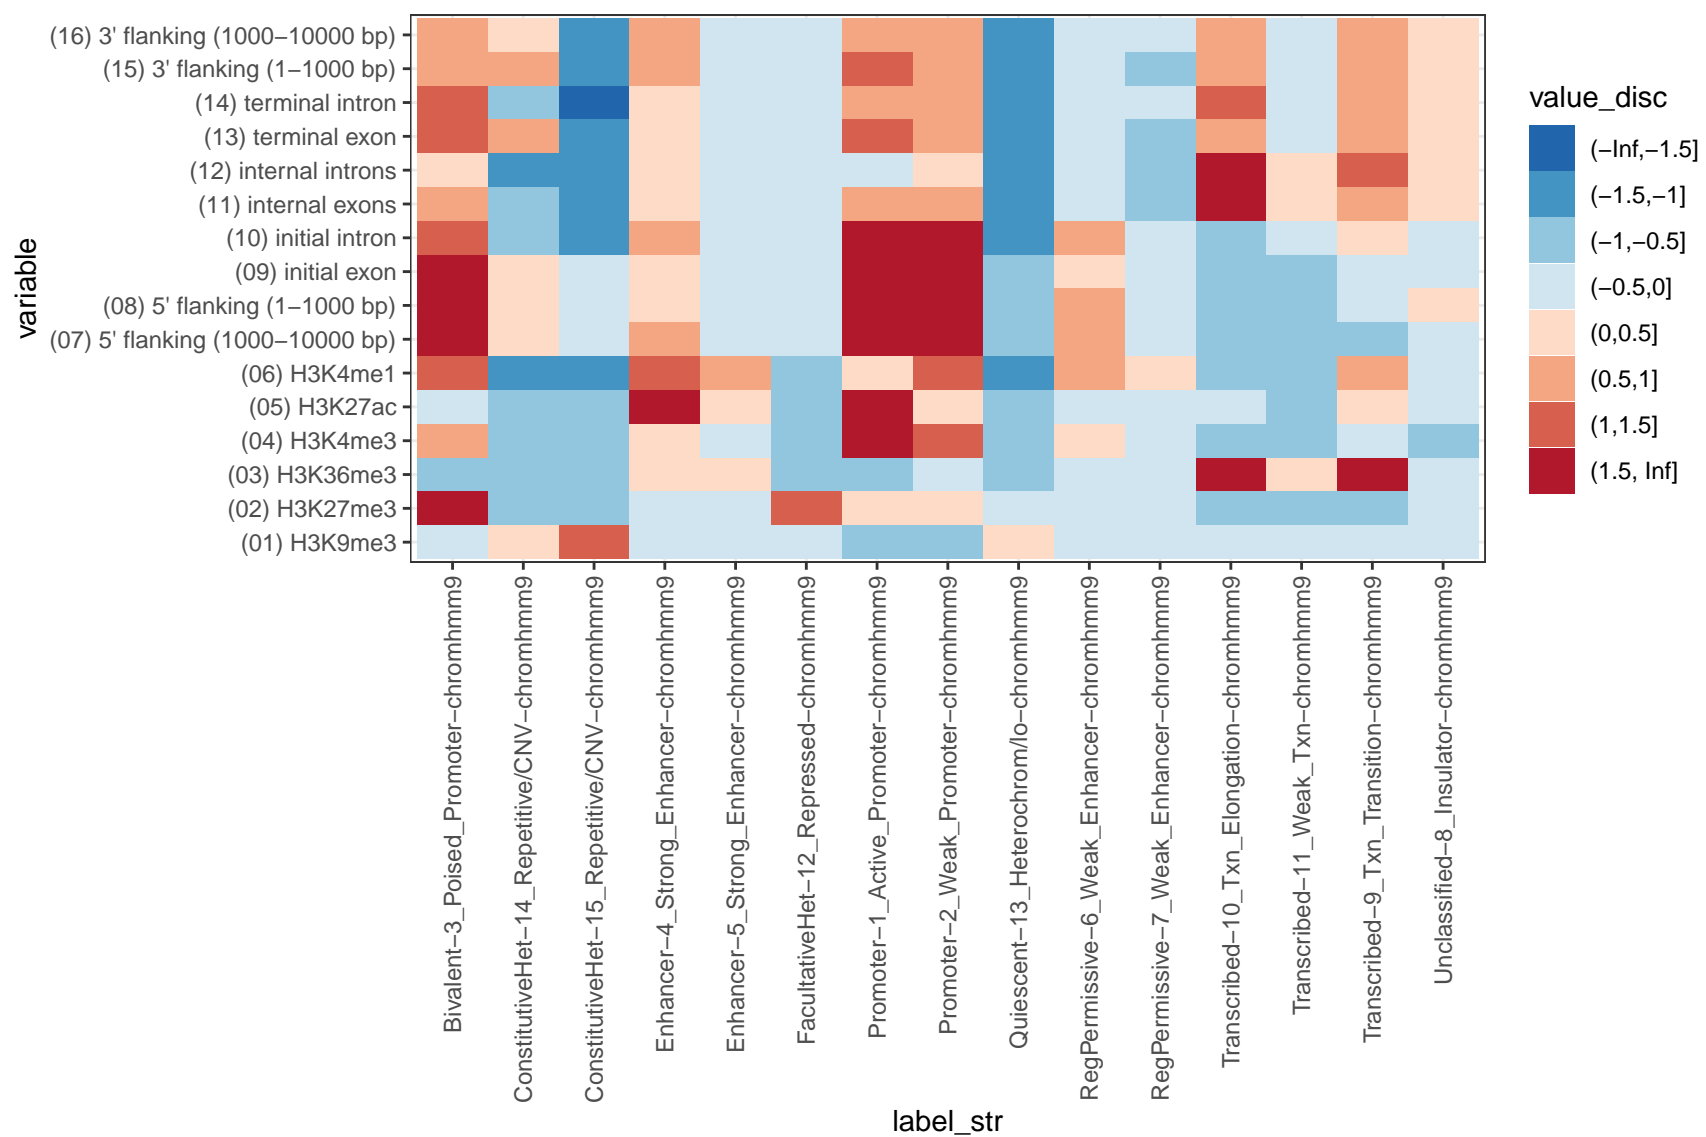 (16) 3' flanking (1000−10000 bp)
(15) 3' flanking (1−1000 bp)
(14) terminal intron
(13) terminal exon
(12) internal introns
(11) internal exons
(10) initial intron
(09) initial exon
(08) 5' flanking (1−1000 bp)
(07) 5' flanking (1000−10000 bp)
(06) H3K4me1
(05) H3K27ac
(04) H3K4me3
(03) H3K36me3
(02) H3K27me3
(01) H3K9me3
variable
Bivalent−3_Poised_Promoter−chromhmm9
ConstitutiveHet−14_Repetitive/CNV−chromhmm9
ConstitutiveHet−15_Repetitive/CNV−chromhmm9
Enhancer−4_Strong_Enhancer−chromhmm9
Enhancer−5_Strong_Enhancer−chromhmm9
FacultativeHet−12_Repressed−chromhmm9
Promoter−1_Active_Promoter−chromhmm9
Promoter−2_Weak_Promoter−chromhmm9
Quiescent−13_Heterochrom/lo−chromhmm9
RegPermissive−6_Weak_Enhancer−chromhmm9
RegPermissive−7_Weak_Enhancer−chromhmm9
Transcribed−10_Txn_Elongation−chromhmm9
Transcribed−11_Weak_Txn−chromhmm9
Transcribed−9_Txn_Transition−chromhmm9
Unclassified−8_Insulator−chromhmm9
label_str
value_disc
(−Inf,−1.5]
(−1.5,−1]
(−1,−0.5]
(−0.5,0]
(0,0.5]
(0.5,1]
(1,1.5]
(1.5, Inf]